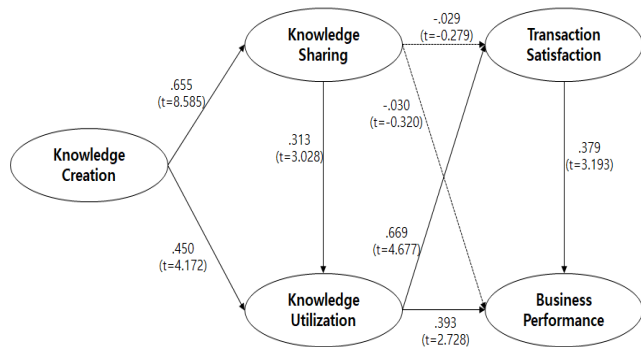 Knowledge
Sharing
-.029
(t=-0.279)
Transaction
Satisfaction
.655
(t=8.585)
-.030
(t=-0.320)
.313
(t=3.028)
.379
(t=3.193)
Knowledge
Creation
.450
(t=4.172)
.669
(t=4.677)
Knowledge
Utilization
.393
(t=2.728)
Business
Performance